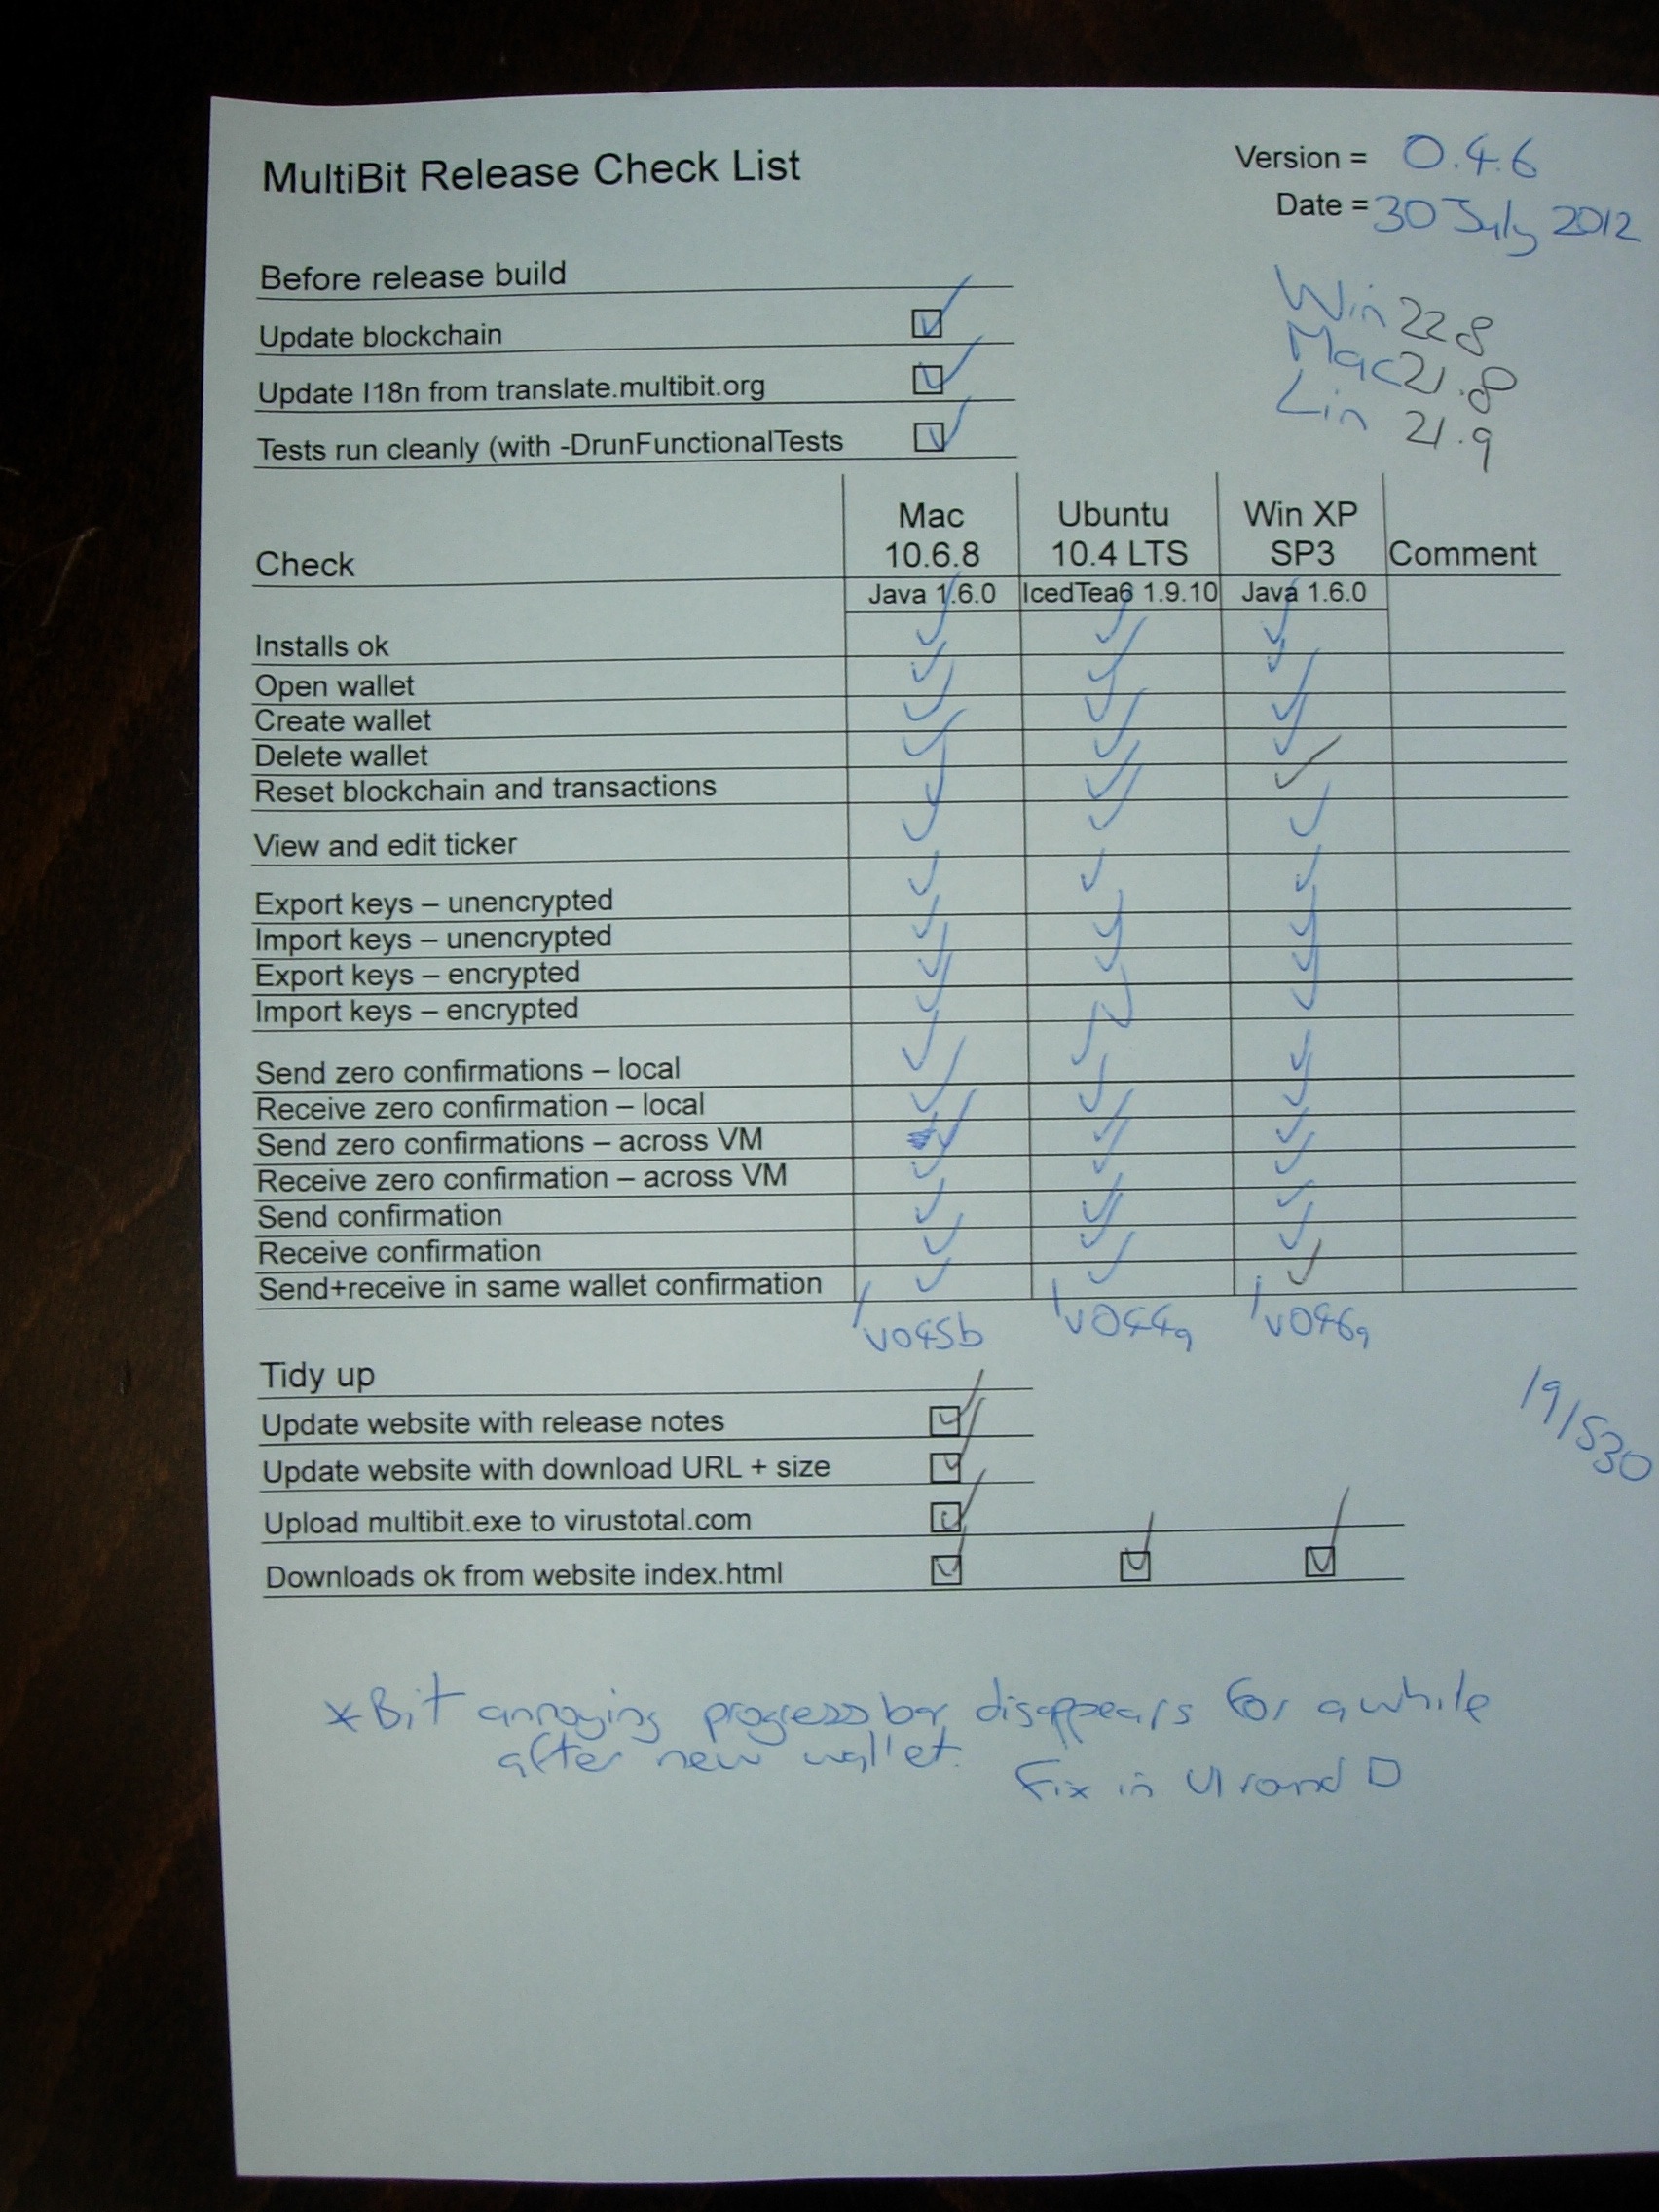 MultiBit Release Check List
Version = 0.4.6
Date = 30 July 2012
Before release build
Update blockchain
Update I18n from translate.multibit.org
Tests run cleanly (with -DrunFunctionalTests
Win 22.8
Mac 21.8
Lin 21.9
Check Mac 10.6.8 Ubuntu 10.4 LTS Win XP SP3 Comment
Java 1.6.0 IcedTea6 1.9.10 Java 1.6.0
Installs ok
Open wallet
Create wallet
Delete wallet
Reset blockchain and transactions
View and edit ticker
Export keys – unencrypted
Import keys – unencrypted
Export keys – encrypted
Import keys – encrypted
Send zero confirmations – local
Receive zero confirmation – local
Send zero confirmations – across VM
Receive zero confirmation – across VM
Send confirmation
Receive confirmation
Send+receive in same wallet confirmation
v045b v044a v046a
Tidy up
Update website with release notes
Update website with download URL + size
Upload multibit.exe to virustotal.com
Downloads ok from website index.html
19/530
*Bit annoying progress bar disappears for a while
after new wallet.
Fix in